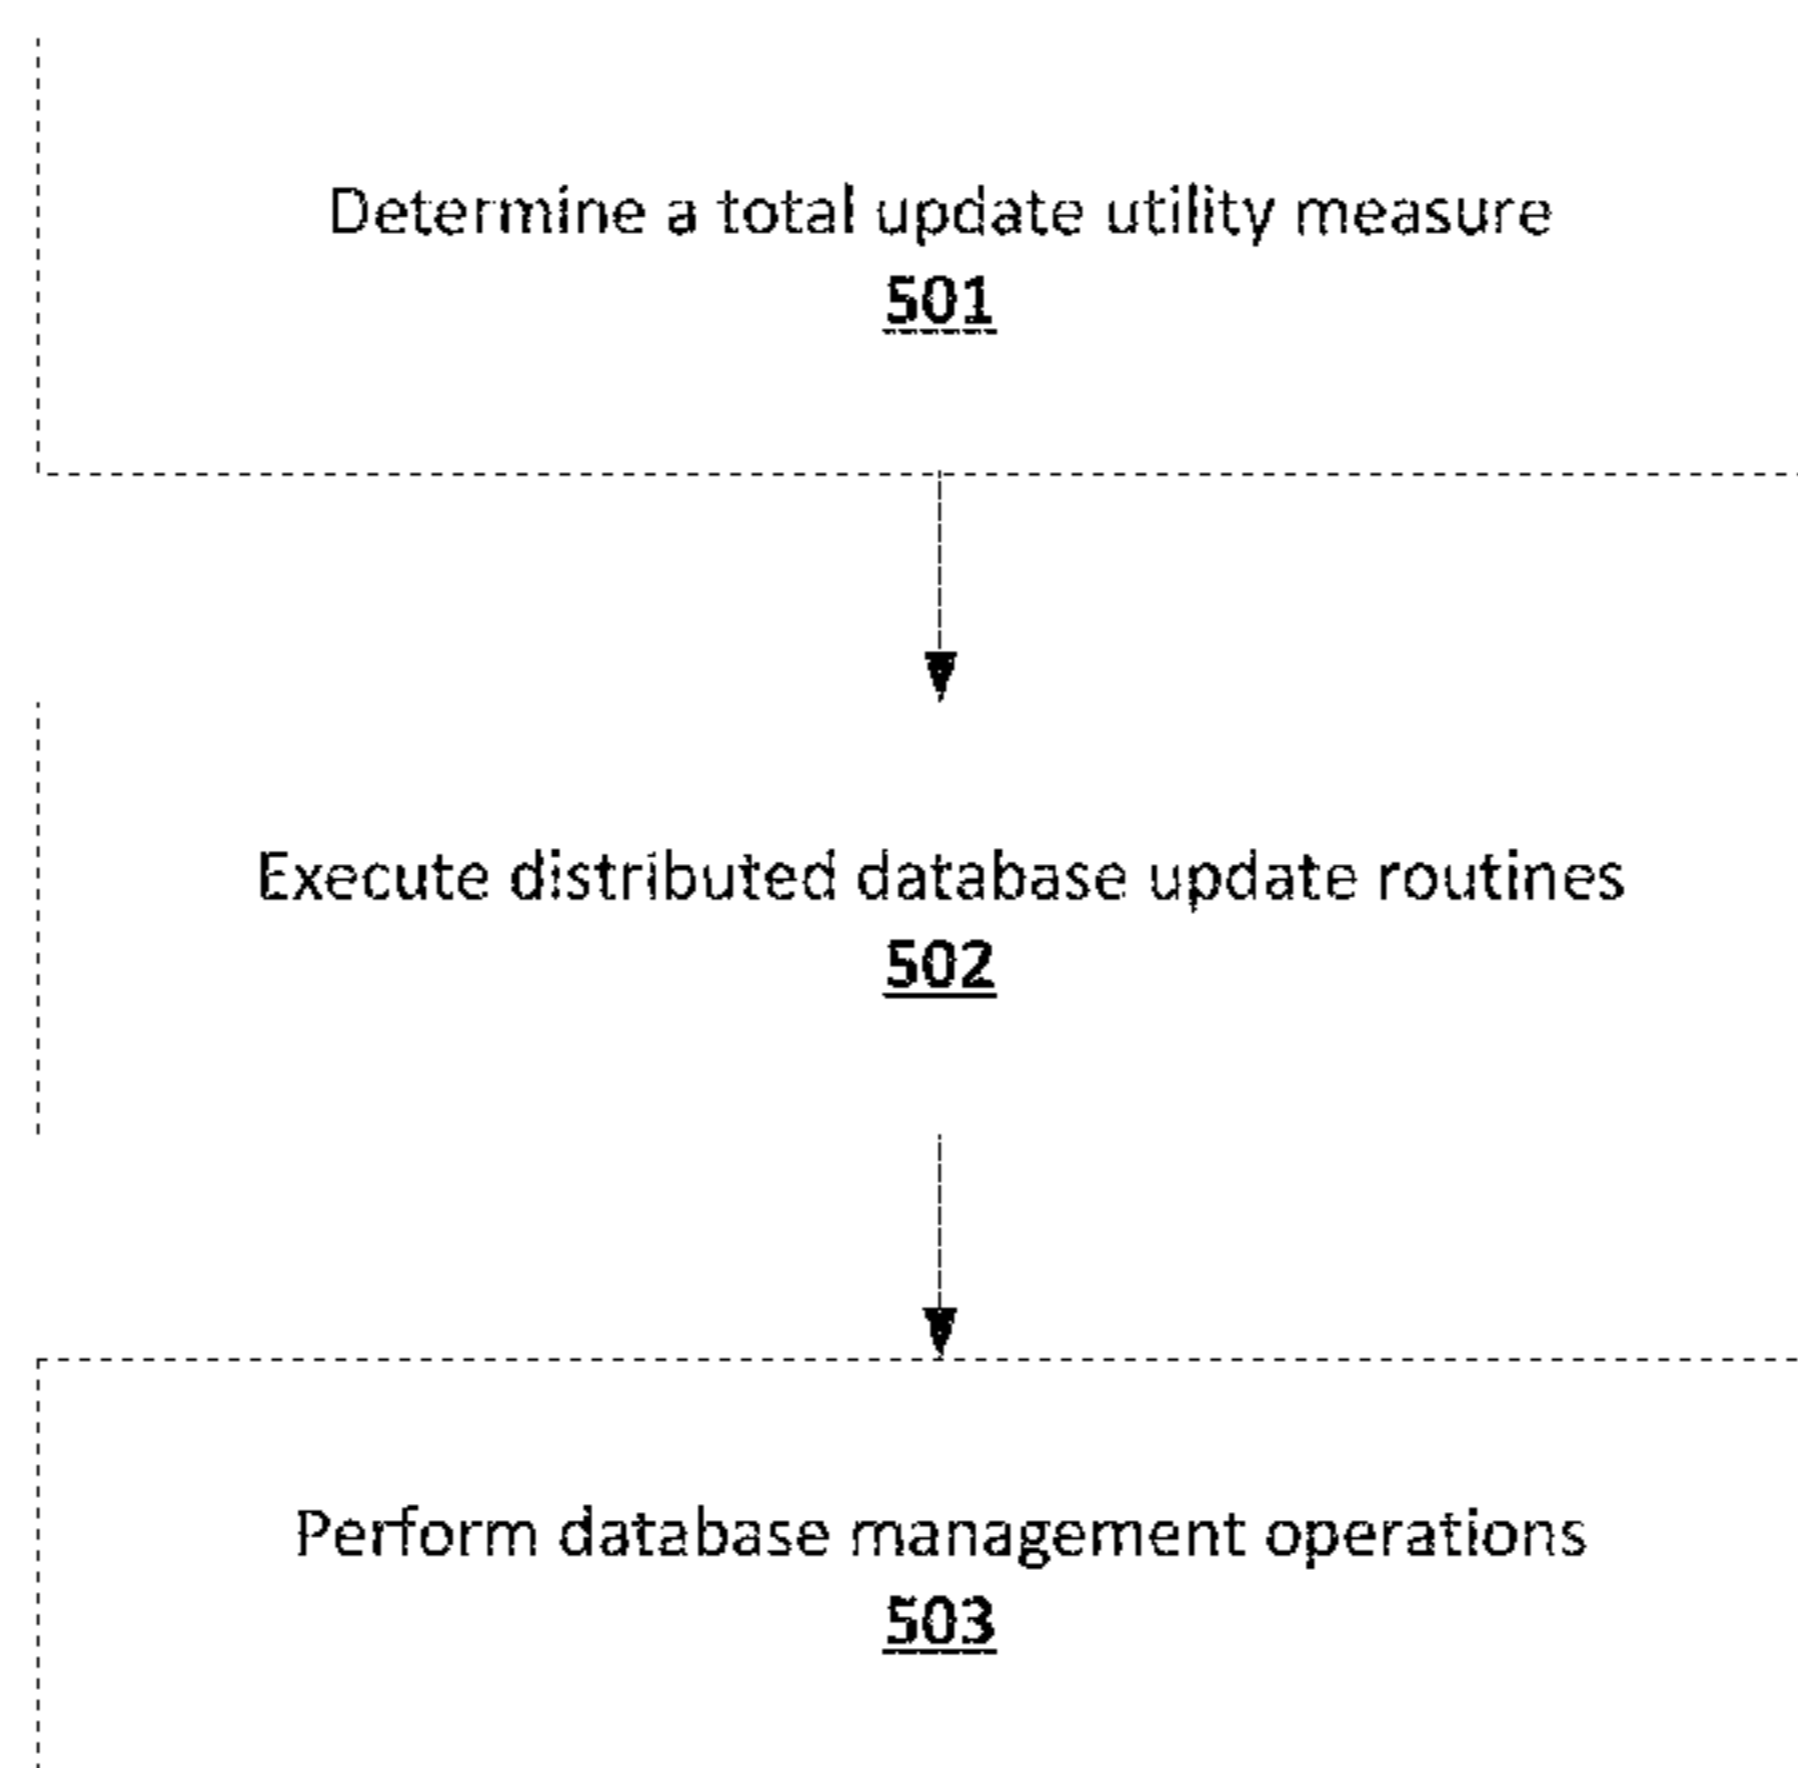 Determine a total update utility measure
501
Execute distributed database update routines
502
Perform database management operations
503